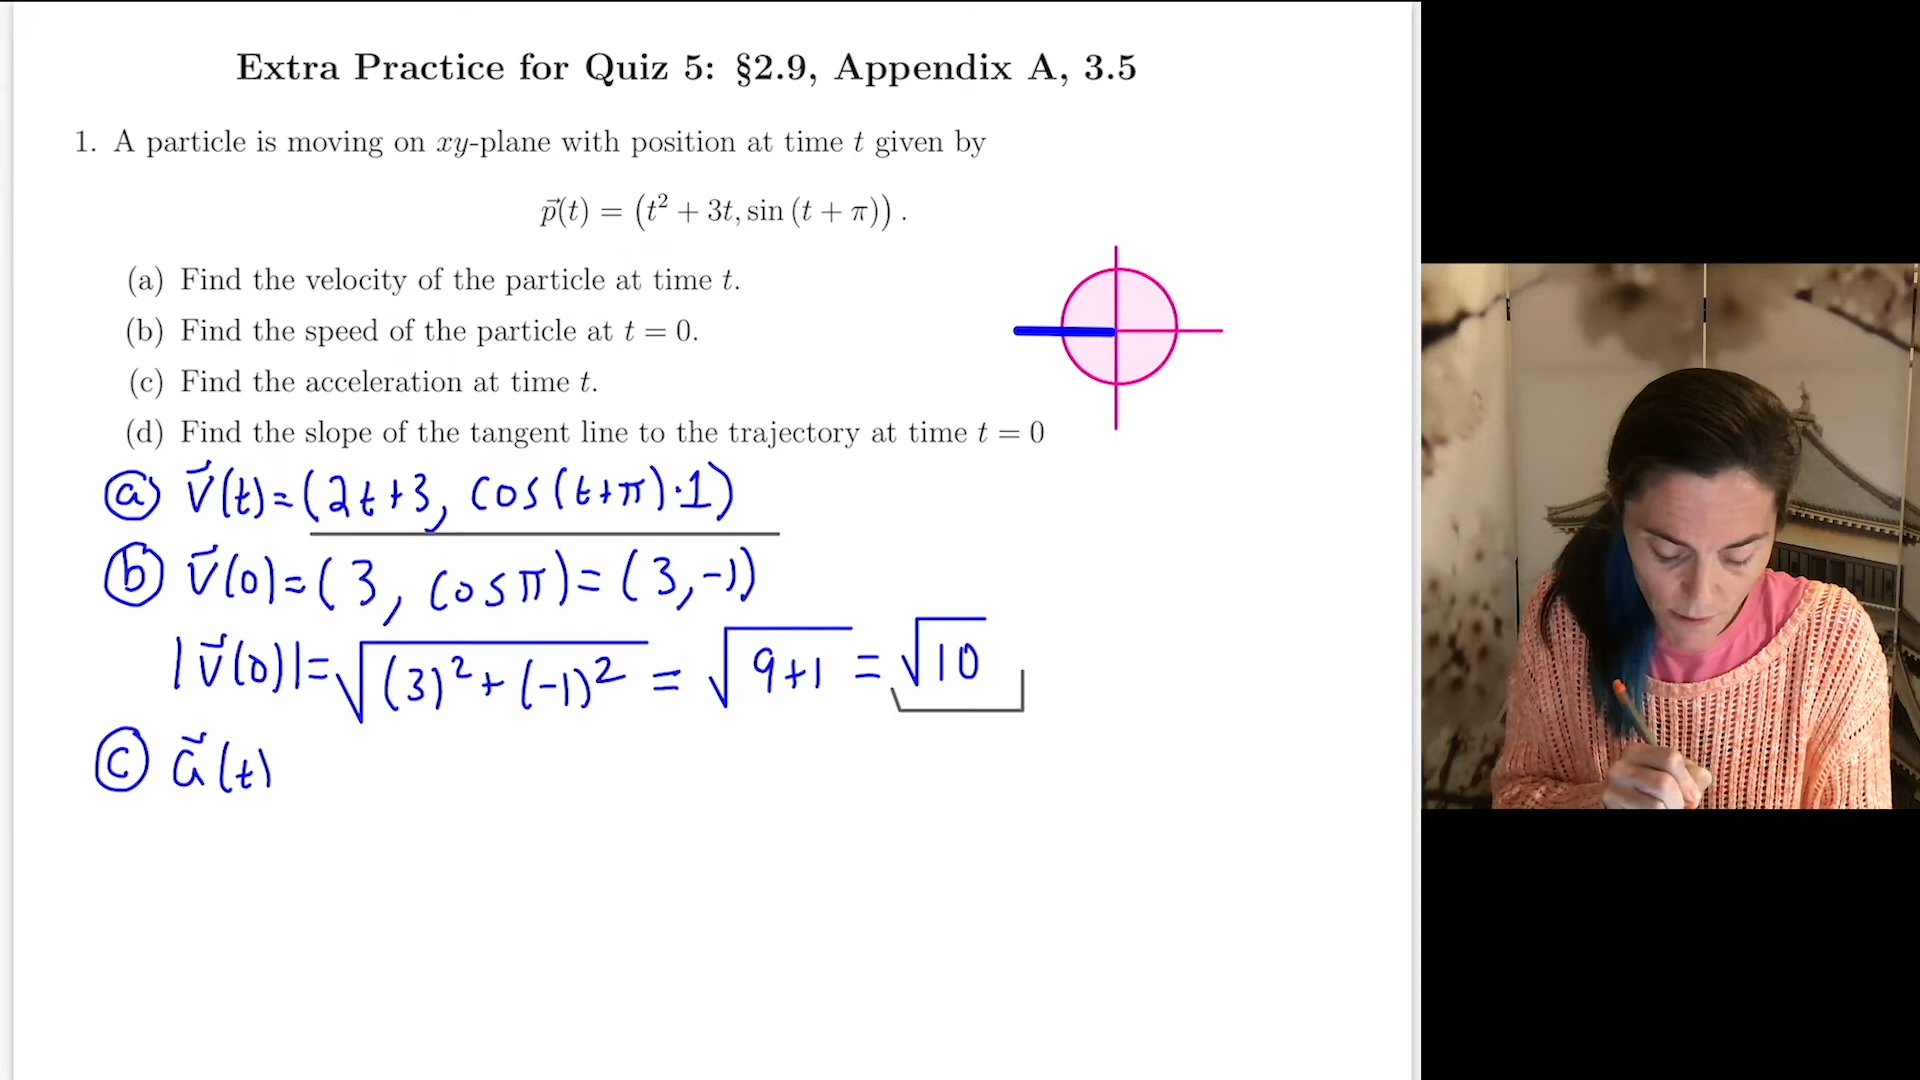 Extra Practice for Quiz 5: §2.9, Appendix A, 3.5
1. A particle is moving on xy-plane with position at time t given by
p⃗(t) = (t² + 3t, sin (t + π)) .
(a) Find the velocity of the particle at time t.
(b) Find the speed of the particle at t = 0.
(c) Find the acceleration at time t.
(d) Find the slope of the tangent line to the trajectory at time t = 0
ⓐ v⃗(t)=(2t+3, cos(t+π)·1)
ⓑ v⃗(0)=(3, cosπ)=(3,-1)
|v⃗(0)|=√((3)²+(-1)²) = √(9+1) = √10
ⓒ a⃗(t)